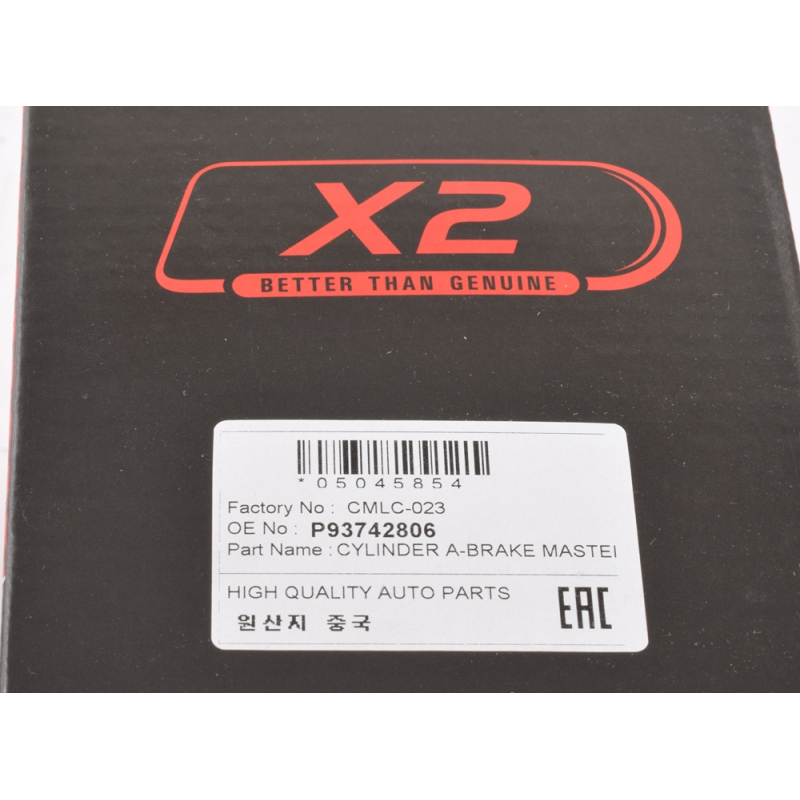 X2
BETTER THAN GENUINE
*05045854
Factory No : CMLC-023
OE No : P93742806
Part Name : CYLINDER A-BRAKE MASTEI
HIGH QUALITY AUTO PARTS
원산지 중국
EAC